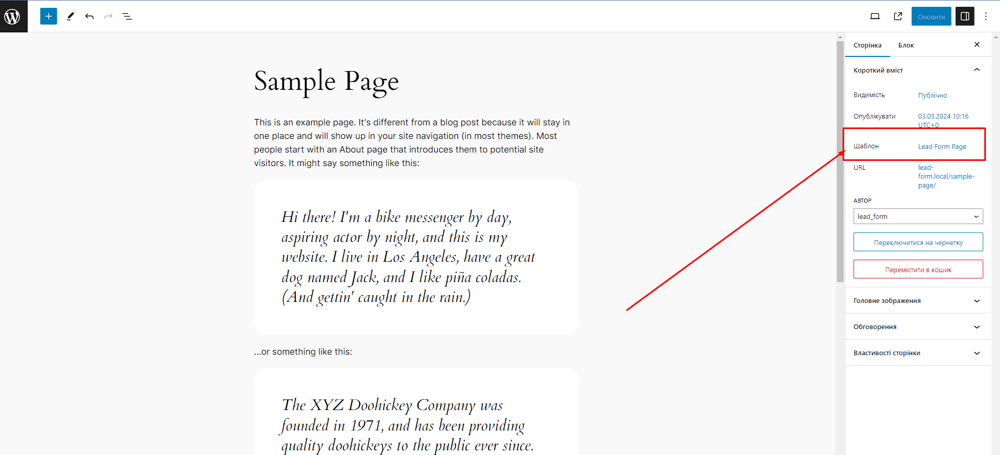 Оновити
Sample Page
This is an example page. It's different from a blog post because it will stay in
one place and will show up in your site navigation (in most themes). Most
people start with an About page that introduces them to potential site
visitors. It might say something like this:
Hi there! I'm a bike messenger by day,
aspiring actor by night, and this is my
website. I live in Los Angeles, have a great
dog named Jack, and I like piña coladas.
(And gettin' caught in the rain.)
...or something like this:
The XYZ Doohickey Company was
founded in 1971, and has been providing
quality doohickeys to the public ever since.
Сторінка Блок
Короткий вміст
Видимість Публічно
Опублікувати 03.03.2024 10:16
UTC+0
Шаблон Lead Form Page
URL lead-
form.local/sample-
page/
АВТОР
lead_form
Переключитися на чернетку
Перемістити в кошик
Головне зображення
Обговорення
Властивості сторінки